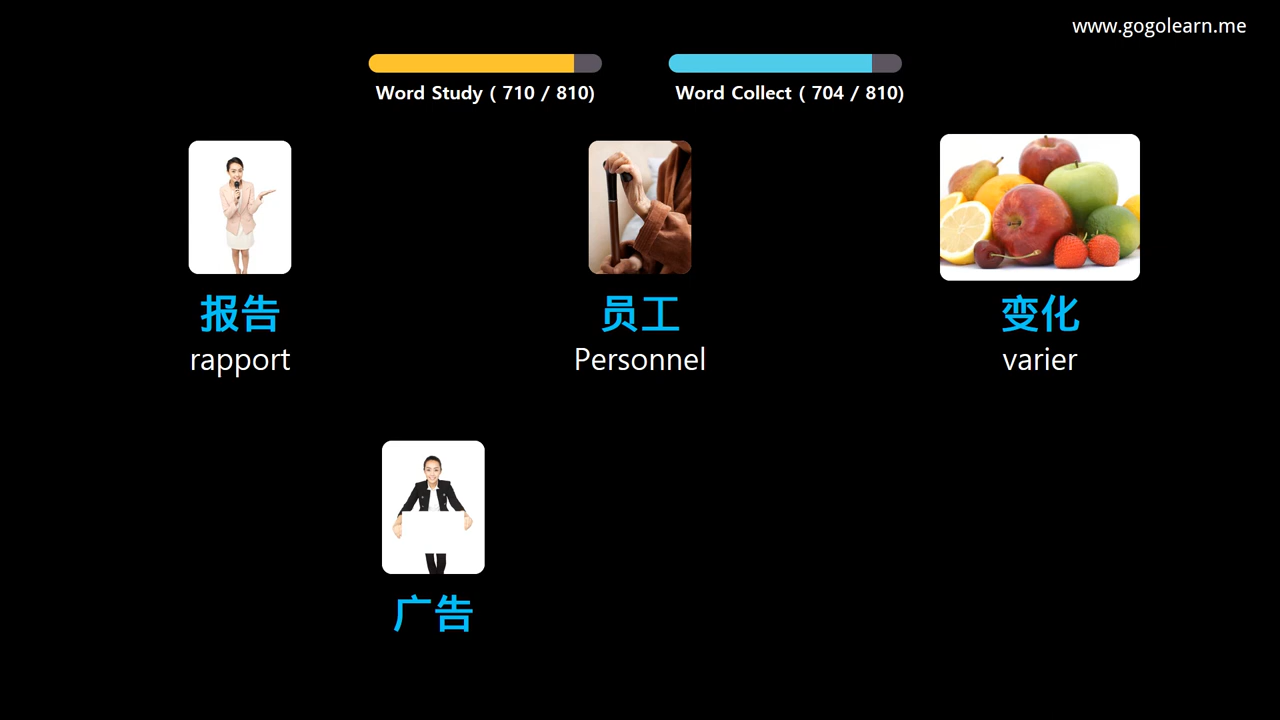 www.gogolearn.me
Word Study ( 710 / 810)
Word Collect ( 704 / 810)
报告
rapport
员工
Personnel
变化
varier
广告